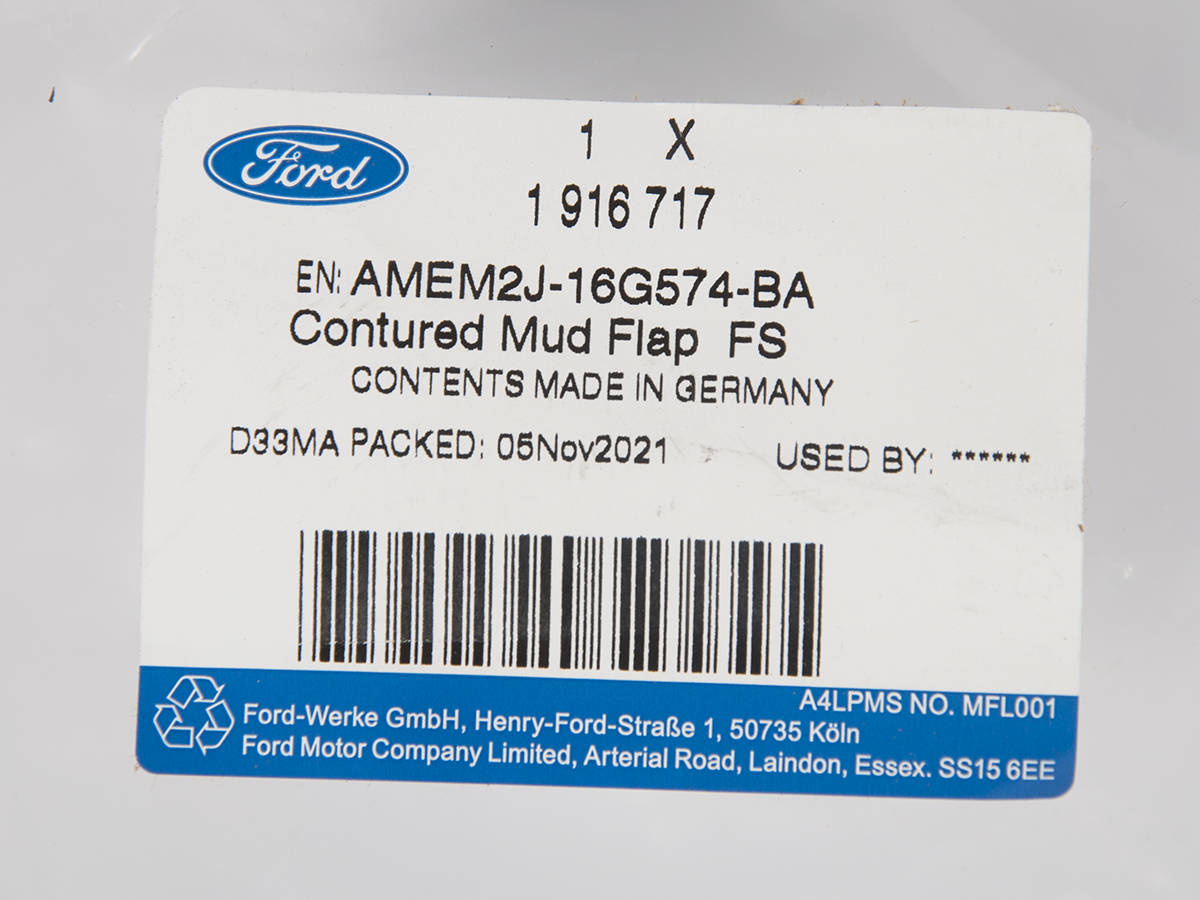 Ford
1 X
1 916 717
EN: AMEM2J-16G574-BA
Contured Mud Flap FS
CONTENTS MADE IN GERMANY
D33MA PACKED: 05Nov2021 USED BY: ******
A4LPMS NO. MFL001
Ford-Werke GmbH, Henry-Ford-Straße 1, 50735 Köln
Ford Motor Company Limited, Arterial Road, Laindon, Essex. SS15 6EE